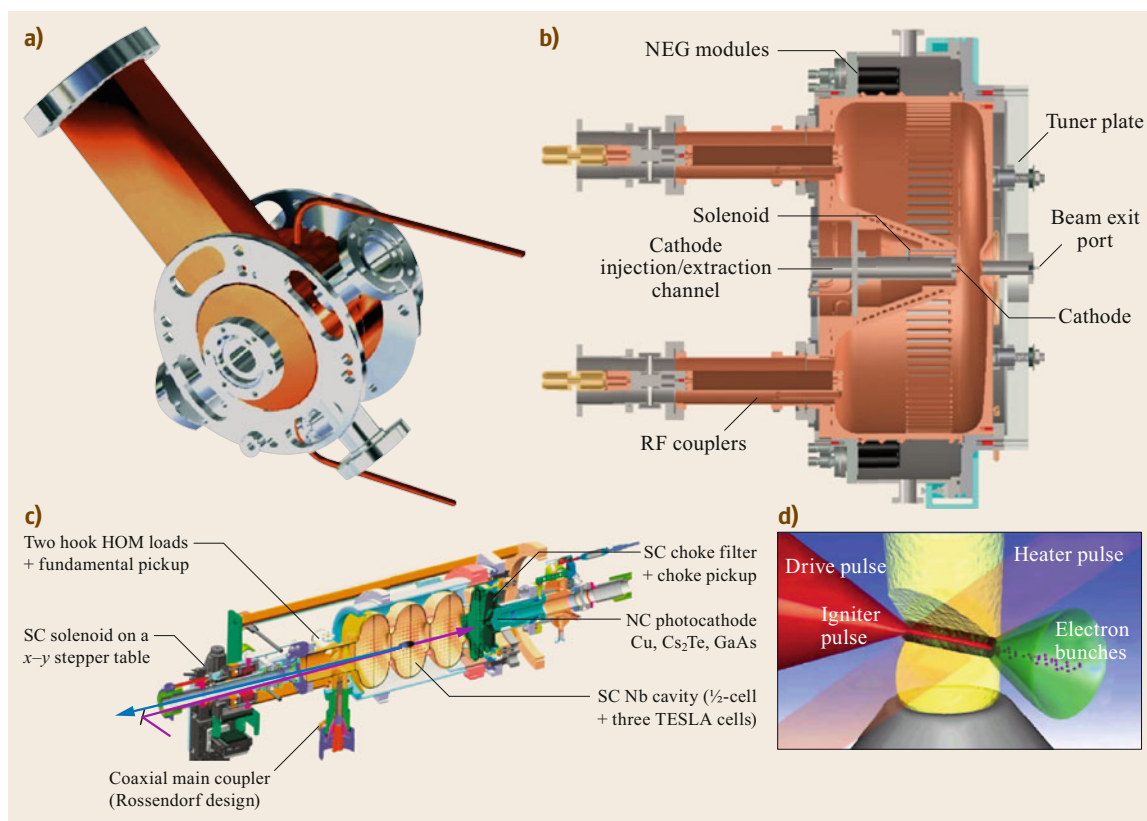 a)
b)
NEG modules
Tuner plate
Solenoid
Cathode
injection/extraction
channel
Beam exit
port
Cathode
RF couplers
c)
Two hook HOM loads
+ fundamental pickup
SC solenoid on a
x–y stepper table
Coaxial main coupler
(Rossendorf design)
SC choke filter
+ choke pickup
NC photocathode
Cu, Cs₂Te, GaAs
SC Nb cavity (½-cell
+ three TESLA cells)
d)
Drive pulse
Heater pulse
Igniter
pulse
Electron
bunches